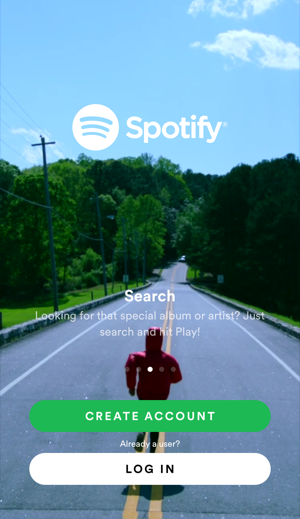 Spotify®
Search
Looking for that special album or artist? Just
search and hit Play!
CREATE ACCOUNT
Already a user?
LOG IN